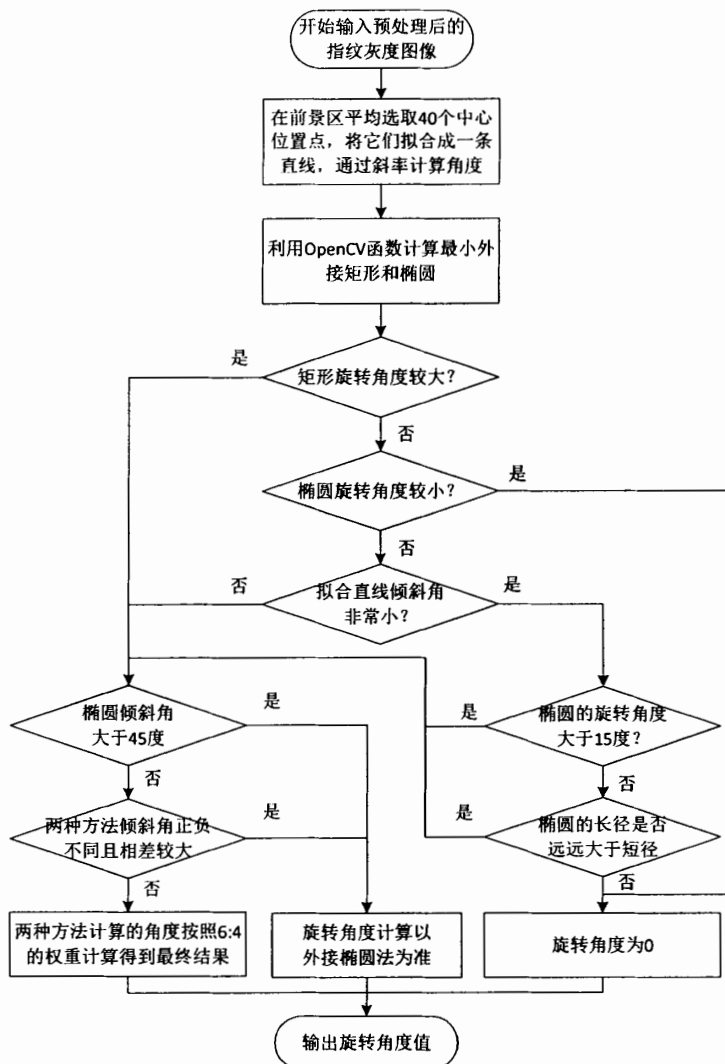 开始输入预处理后的
指纹灰度图像
在前景区平均选取40个中心
位置点，将它们拟合成一条
直线，通过斜率计算角度
利用OpenCV函数计算最小外
接矩形和椭圆
是
矩形旋转角度较大？
否
椭圆旋转角度较小？
是
否
否
拟合直线倾斜角
非常小？
是
椭圆倾斜角
大于45度
是
是
椭圆的旋转角度
大于15度？
否
否
两种方法倾斜角正负
不同且相差较大
是
是
椭圆的长径是否
远远大于短径
否
否
两种方法计算的角度按照6:4
的权重计算得到最终结果
旋转角度计算以
外接椭圆法为准
旋转角度为0
输出旋转角度值